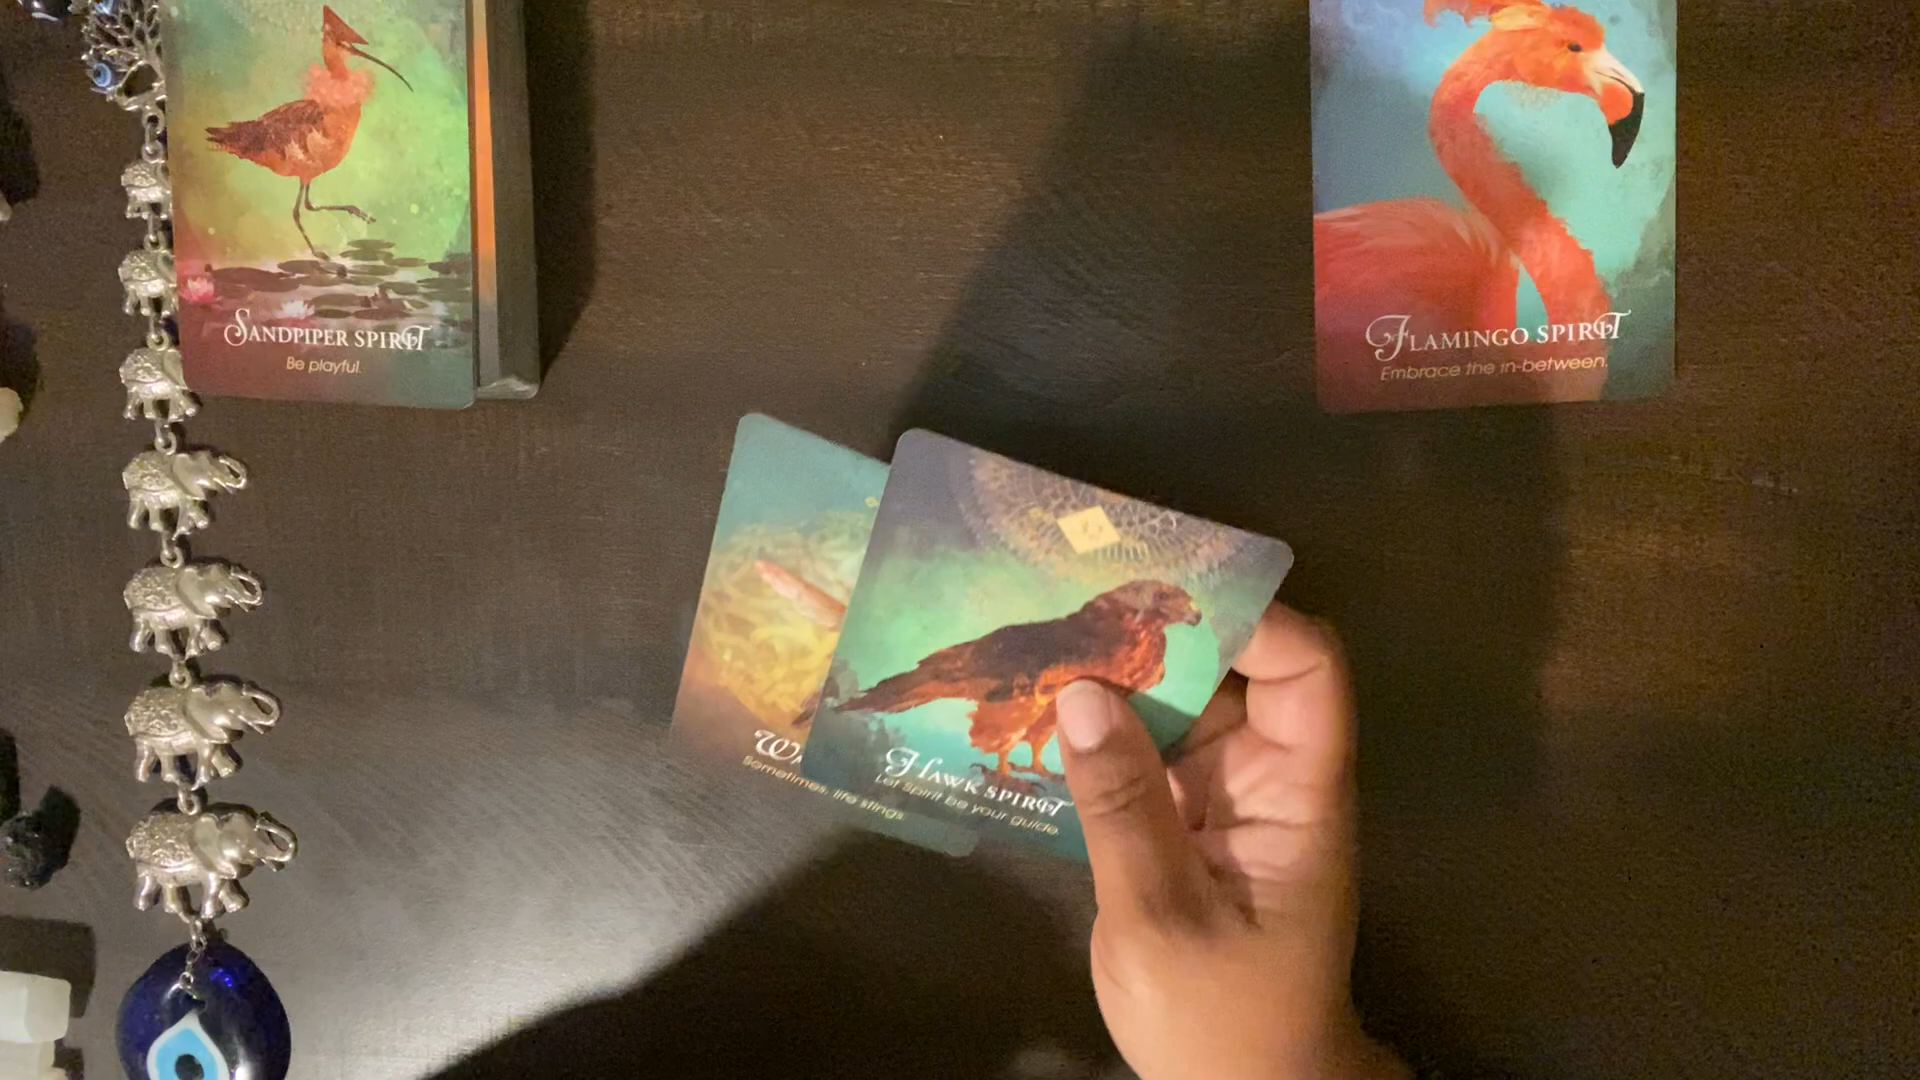 SANDPIPER SPIRIT
Be playful.
FLAMINGO SPIRIT
Embrace the in-between.
Sometimes, life stings.
HAWK SPIRIT
Let Spirit be your guide.